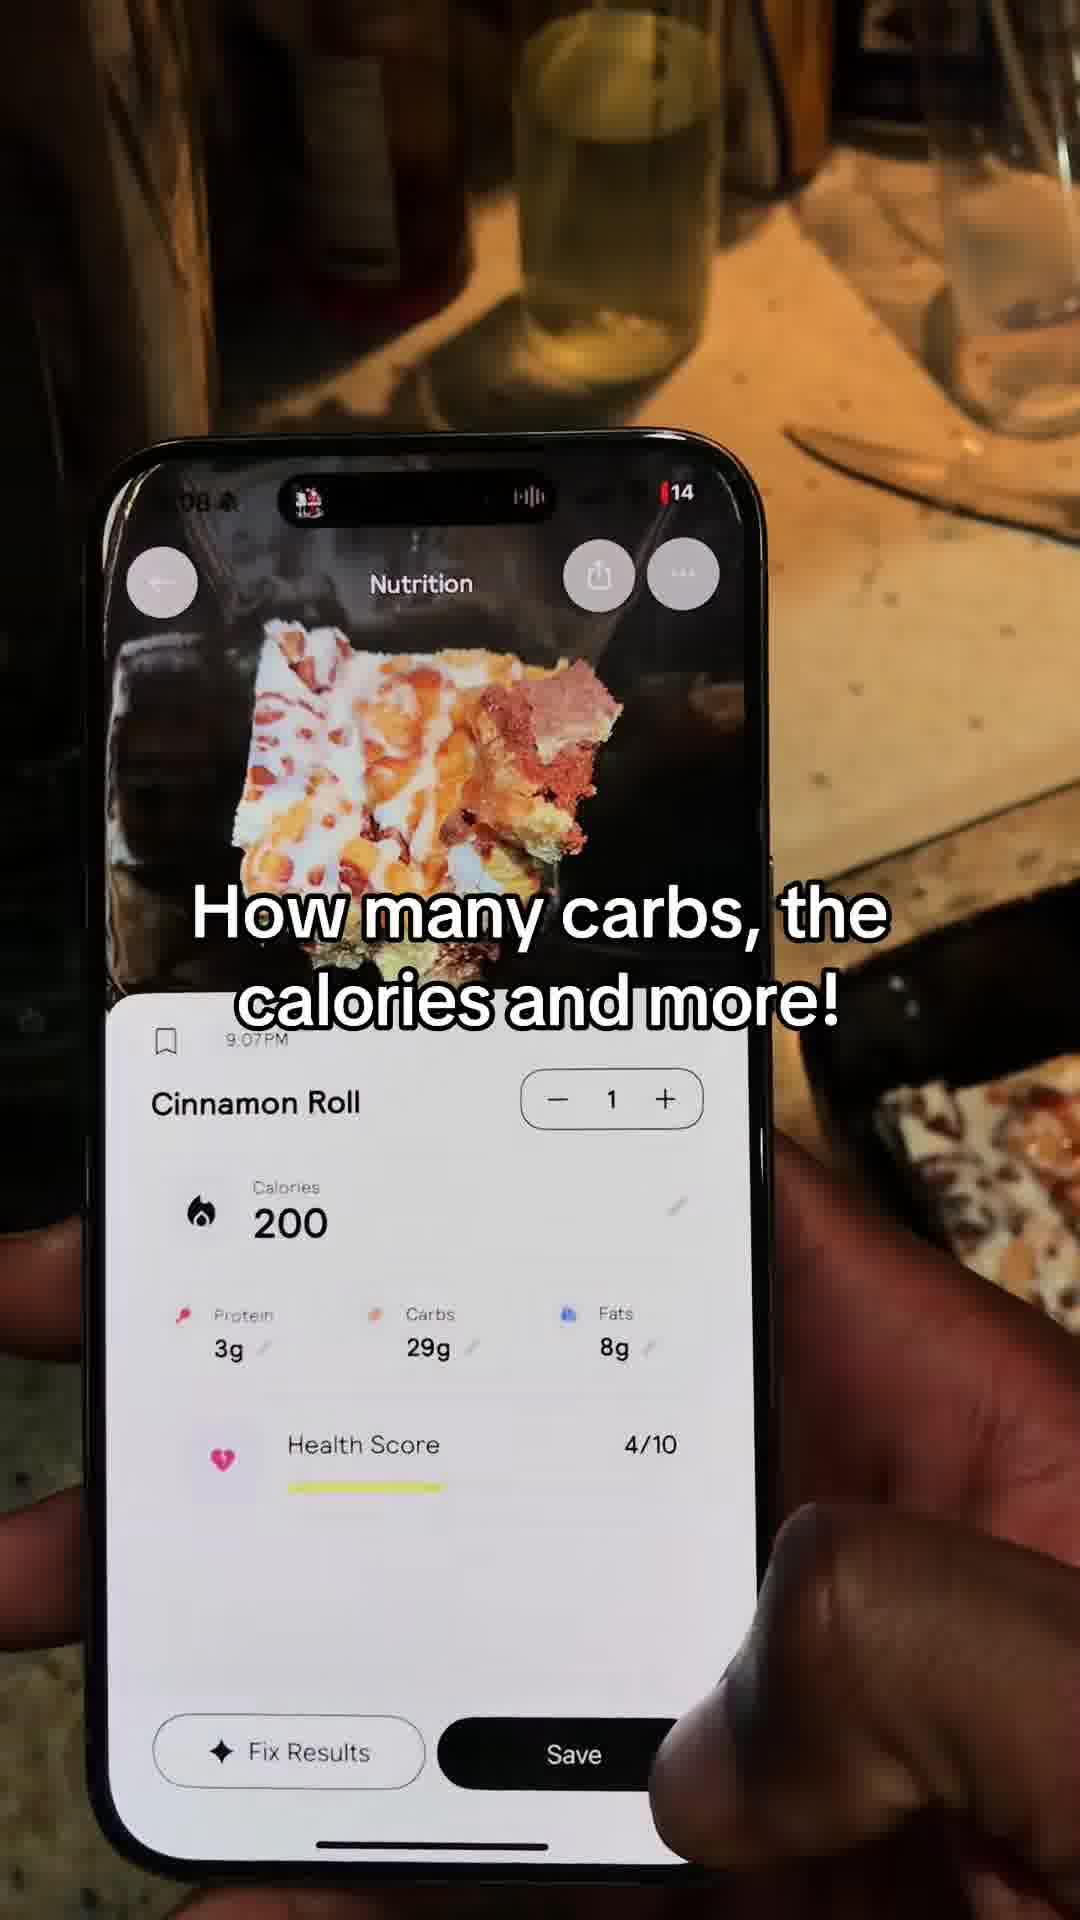 14
Nutrition
How many carbs, the
calories and more!
9:07 PM
Cinnamon Roll
1
Calories
200
Protein
Carbs
Fats
3g
29g
8g
Health Score
4/10
Fix Results
Save